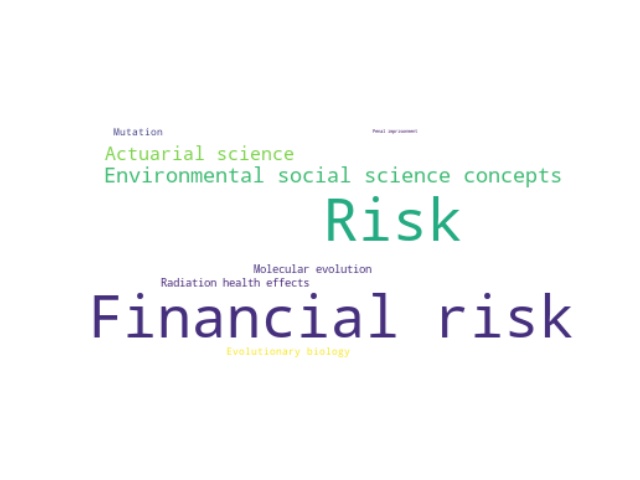 Mutation
Penal imprisonment
Actuarial science
Environmental social science concepts
Risk
Molecular evolution
Radiation health effects
Financial risk
Evolutionary biology